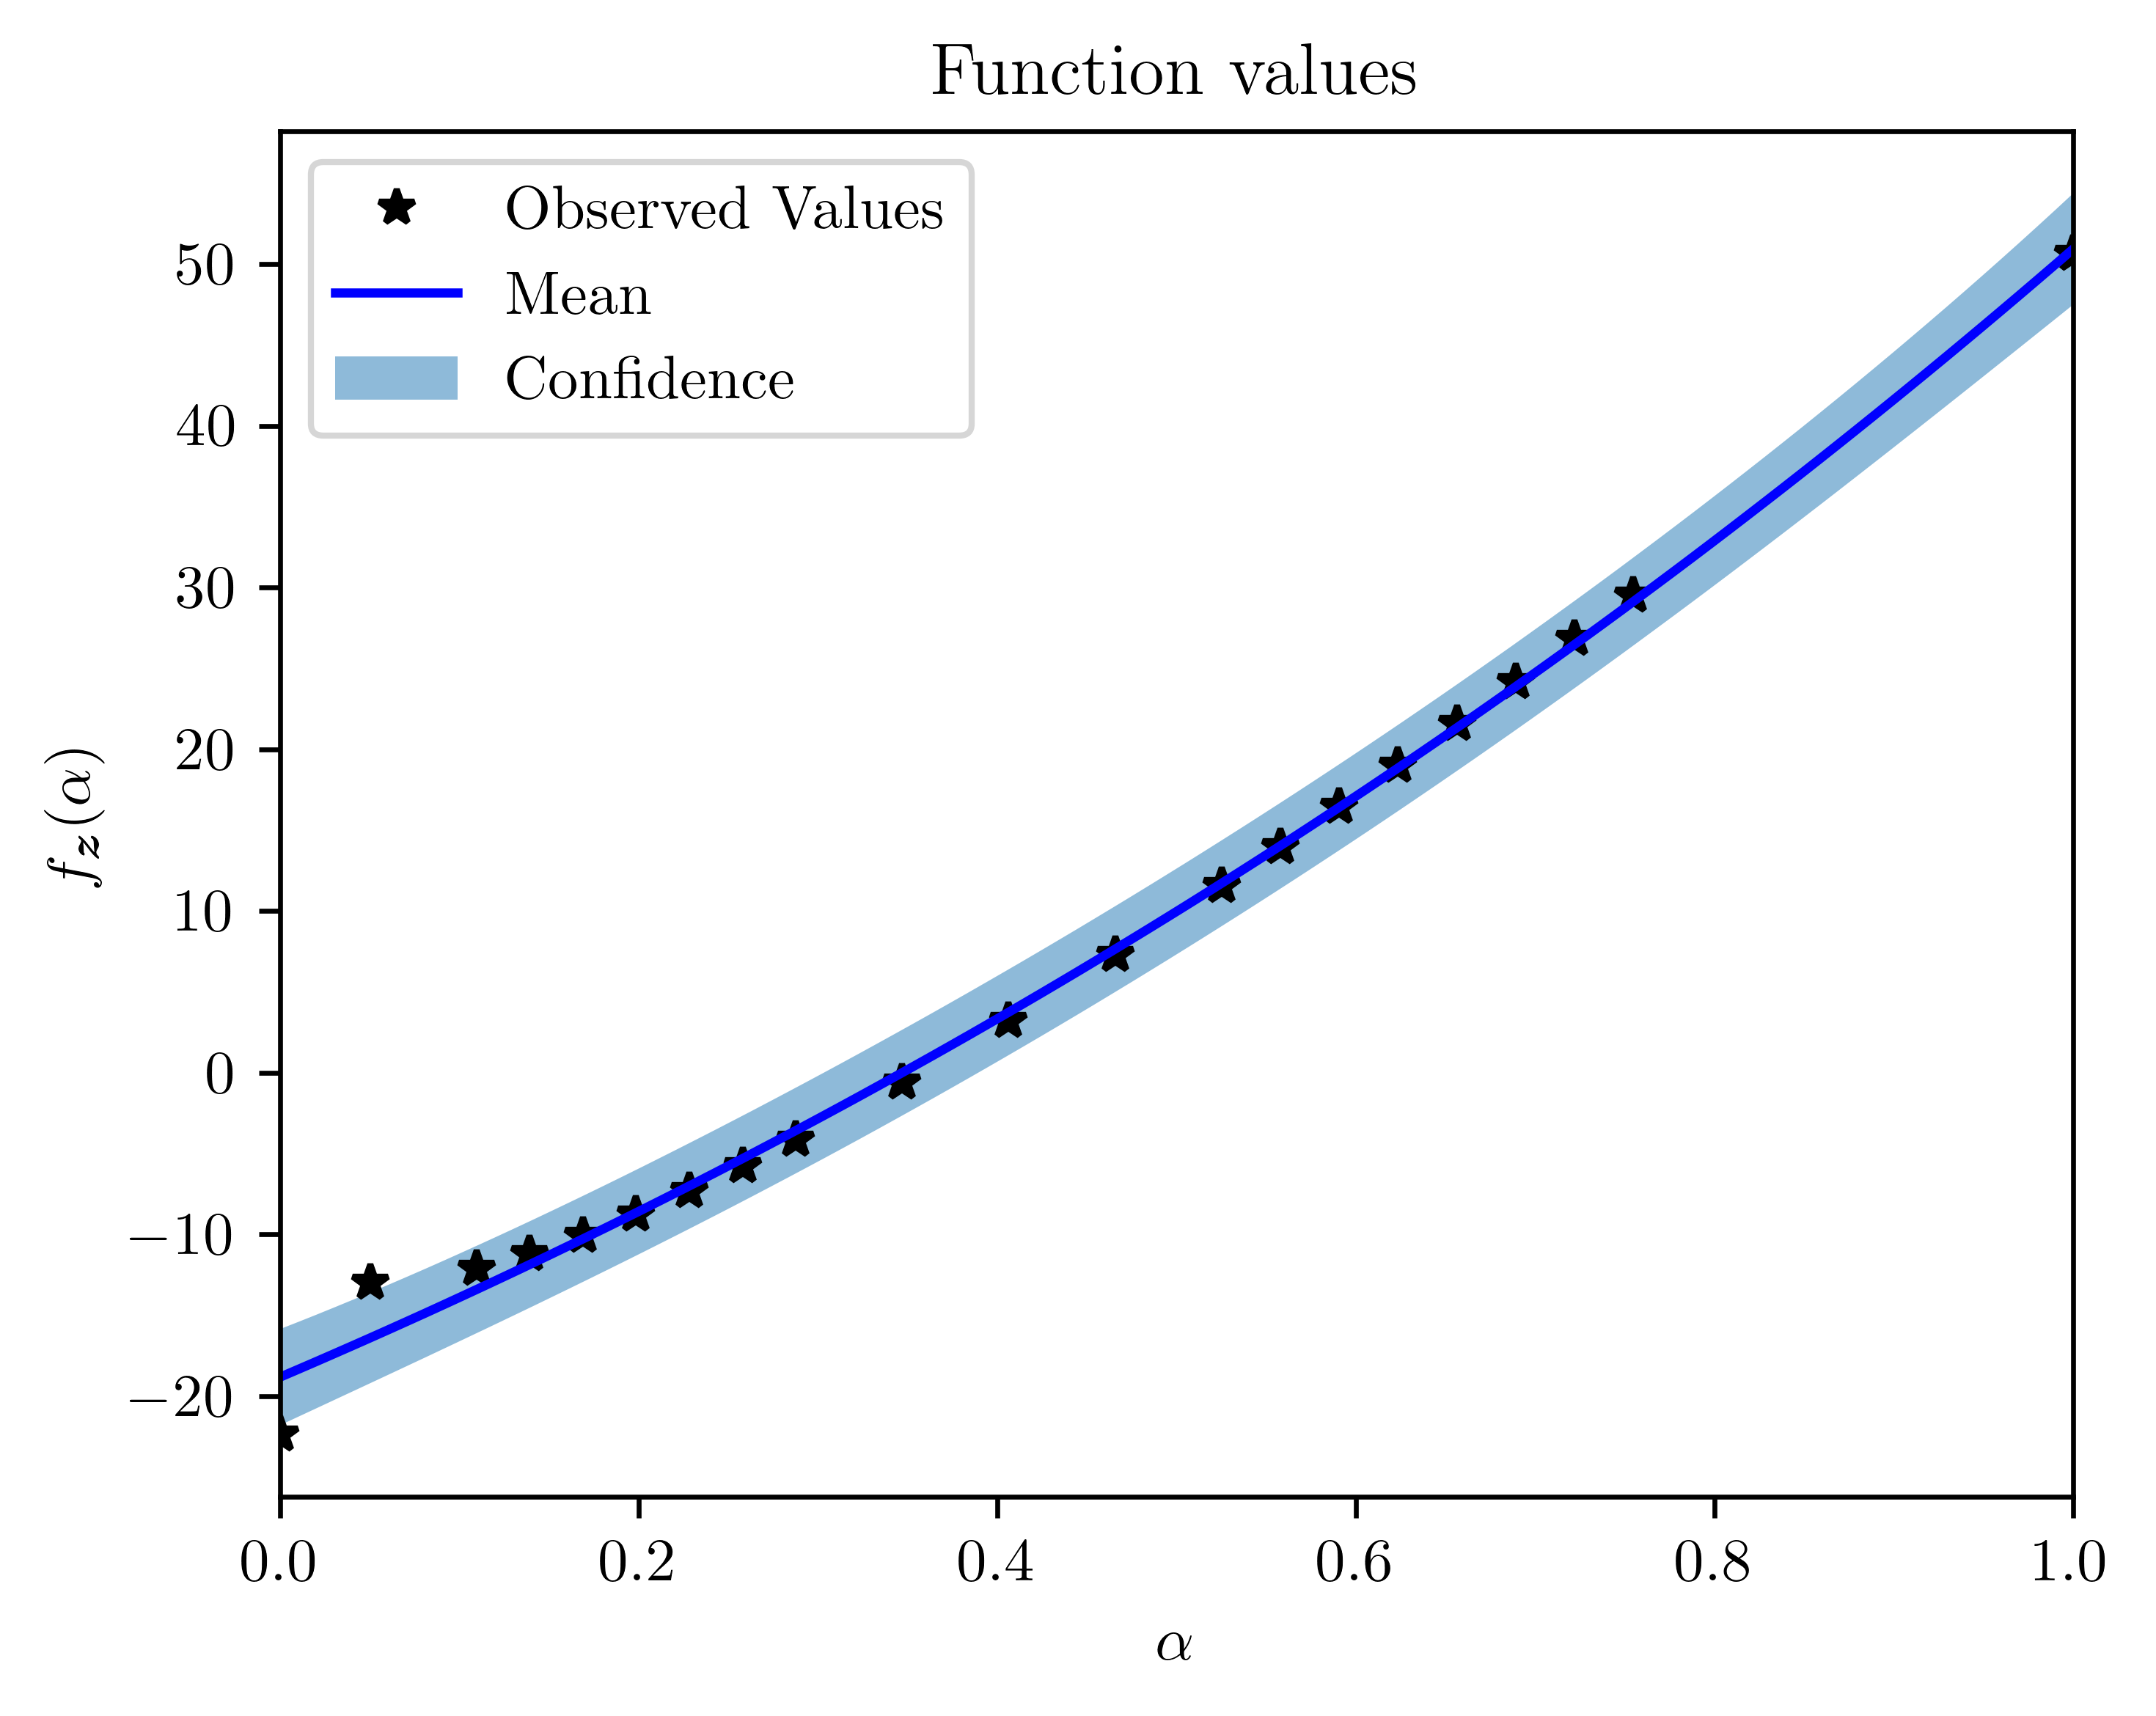 Function values
Observed Values
Mean
Confidence
50
40
30
20
10
0
−10
−20
f_z(α)
0.0 0.2 0.4 0.6 0.8 1.0
α